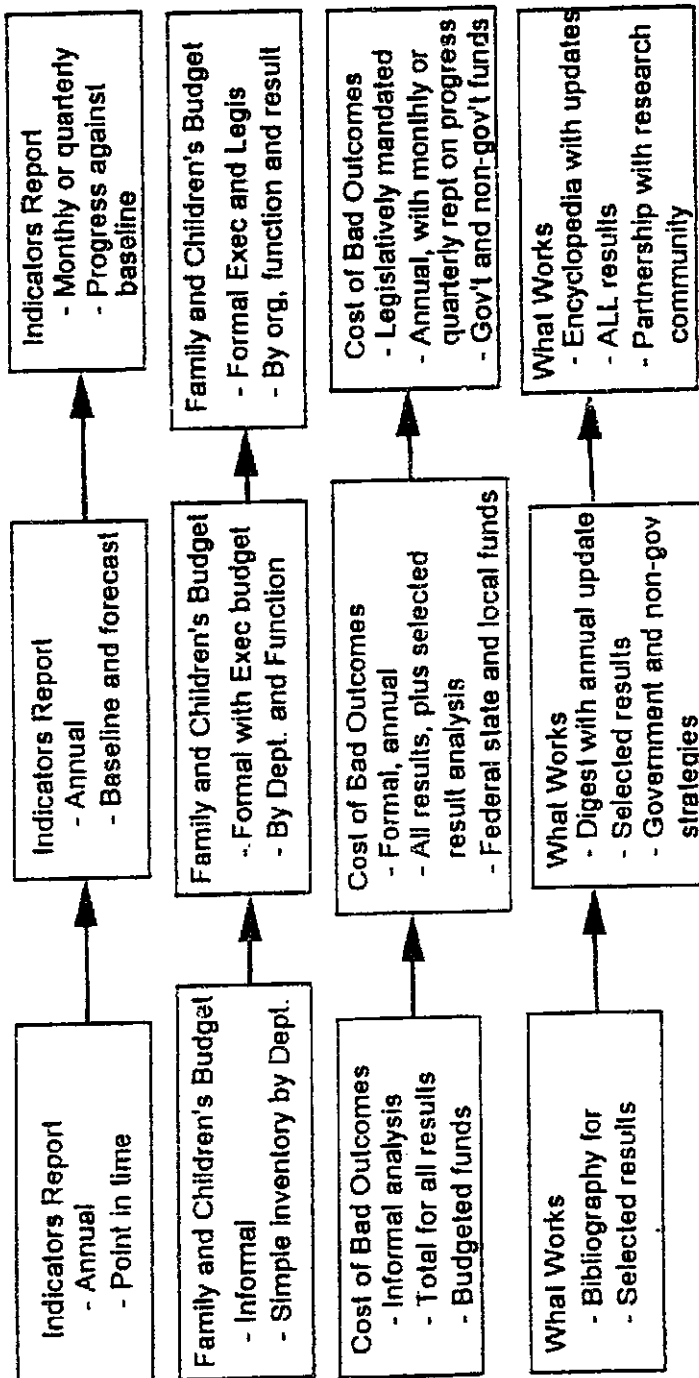 Indicators Report
- Annual
- Point in time
Indicators Report
- Annual
- Baseline and forecast
Indicators Report
- Monthly or quarterly
- Progress against
baseline
Family and Children's Budget
- Informal
- Simple inventory by Dept.
Family and Children's Budget
- Formal with Exec budget
- By Dept. and Function
Family and Children's Budget
- Formal Exec and Legis
- By org, function and result
Cost of Bad Outcomes
- Informal analysis
- Total for all results
- Budgeted funds
Cost of Bad Outcomes
- Formal, annual
- All results, plus selected
result analysis
- Federal state and local funds
Cost of Bad Outcomes
- Legislatively mandated
- Annual, with monthly or
quarterly rept on progress
- Gov't and non-gov't funds
What Works
- Bibliography for
- Selected results
What Works
- Digest with annual update
- Selected results
- Government and non-gov
strategies
What Works
- Encyclopedia with updates
- ALL results
- Partnership with research
community